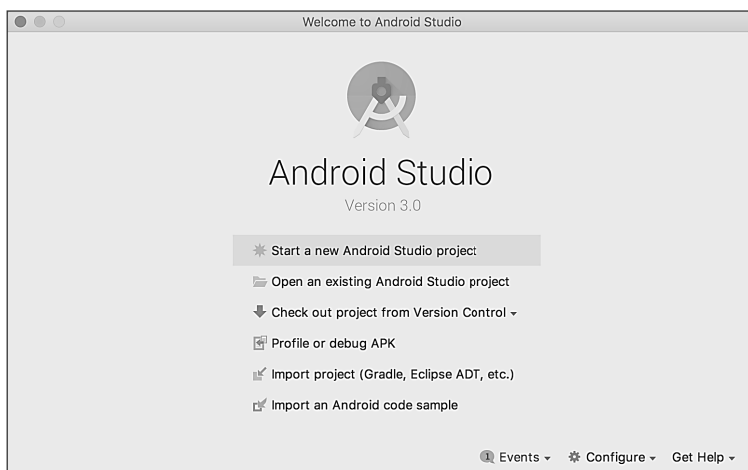 Welcome to Android Studio
Android Studio
Version 3.0
Start a new Android Studio project
Open an existing Android Studio project
Check out project from Version Control
Profile or debug APK
Import project (Gradle, Eclipse ADT, etc.)
Import an Android code sample
1 Events Configure Get Help